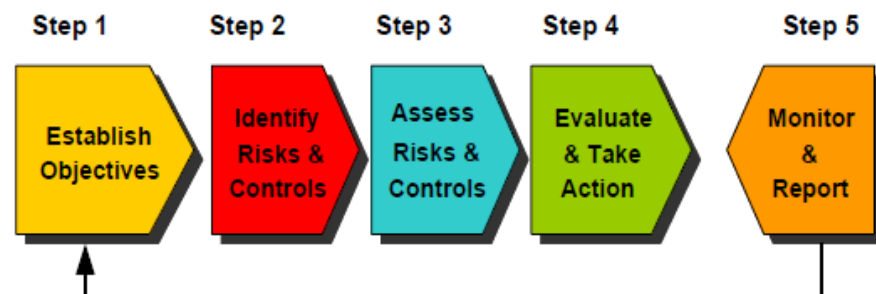 Step 1
Step 2
Step 3
Step 4
Step 5
Establish
Objectives
Identify
Risks &
Controls
Assess
Risks &
Controls
Evaluate
& Take
Action
Monitor
&
Report